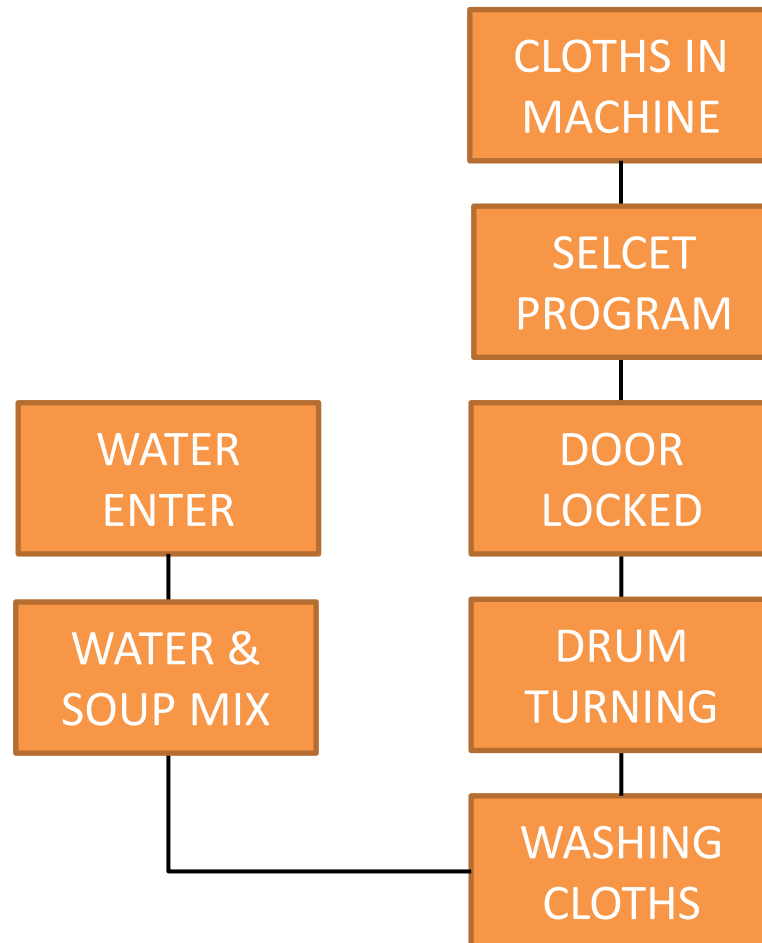 CLOTHS IN
MACHINE
SELCET
PROGRAM
WATER
ENTER
DOOR
LOCKED
WATER &
SOUP MIX
DRUM
TURNING
WASHING
CLOTHS